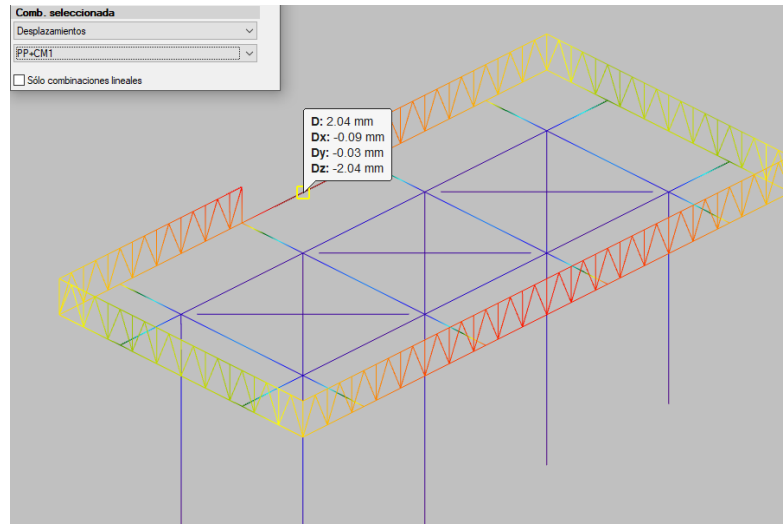 Comb. seleccionada
Desplazamientos
PP+CM1
Sólo combinaciones lineales
D: 2.04 mm
Dx: -0.09 mm
Dy: -0.03 mm
Dz: -2.04 mm